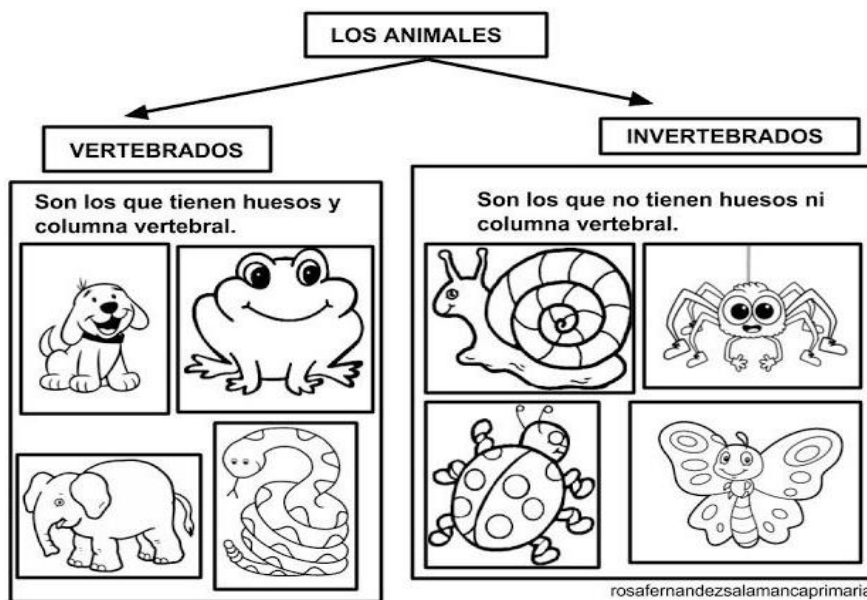 LOS ANIMALES
VERTEBRADOS
Son los que tienen huesos y
columna vertebral.
INVERTEBRADOS
Son los que no tienen huesos ni
columna vertebral.
rosafernandezsalamancaprimaria